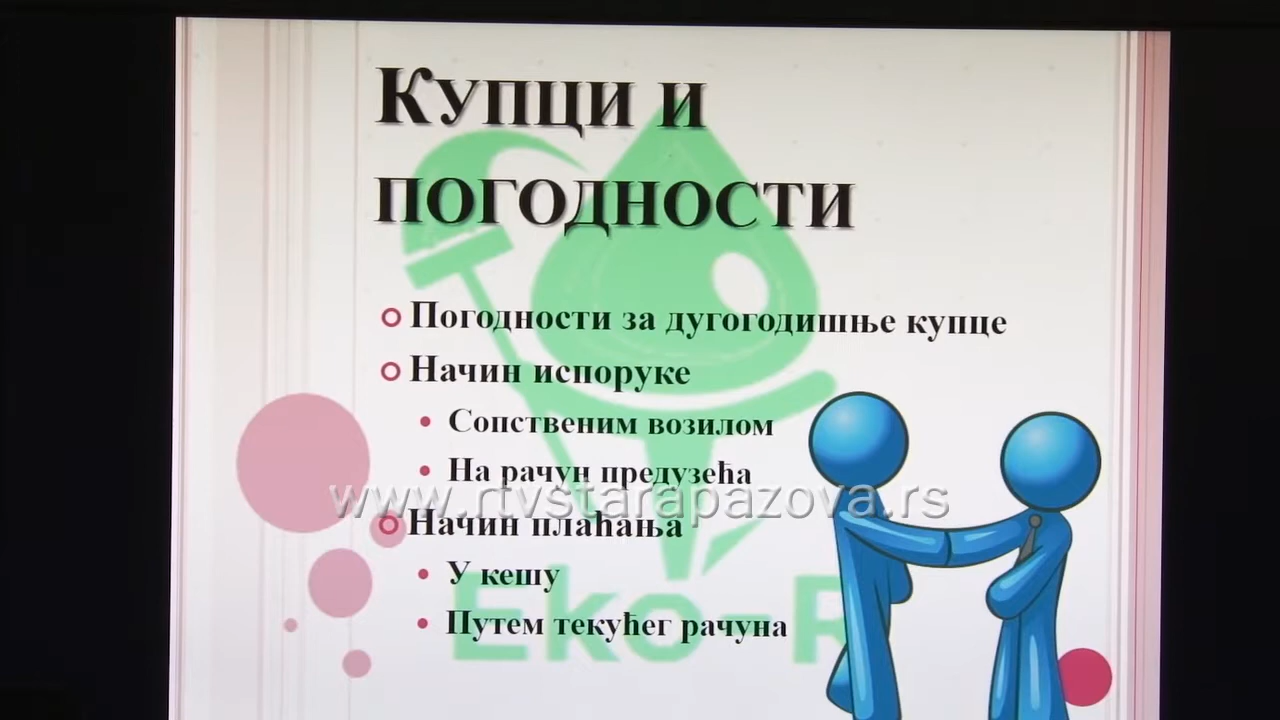 Купци и
погодности
Погодности за дугогодишње купце
Начин испоруке
Сопственим возилом
На рачун предузећа
www.rtvstarapazova.rs
Начин плаћања
У кешу
Путем текућег рачуна
Eko-R